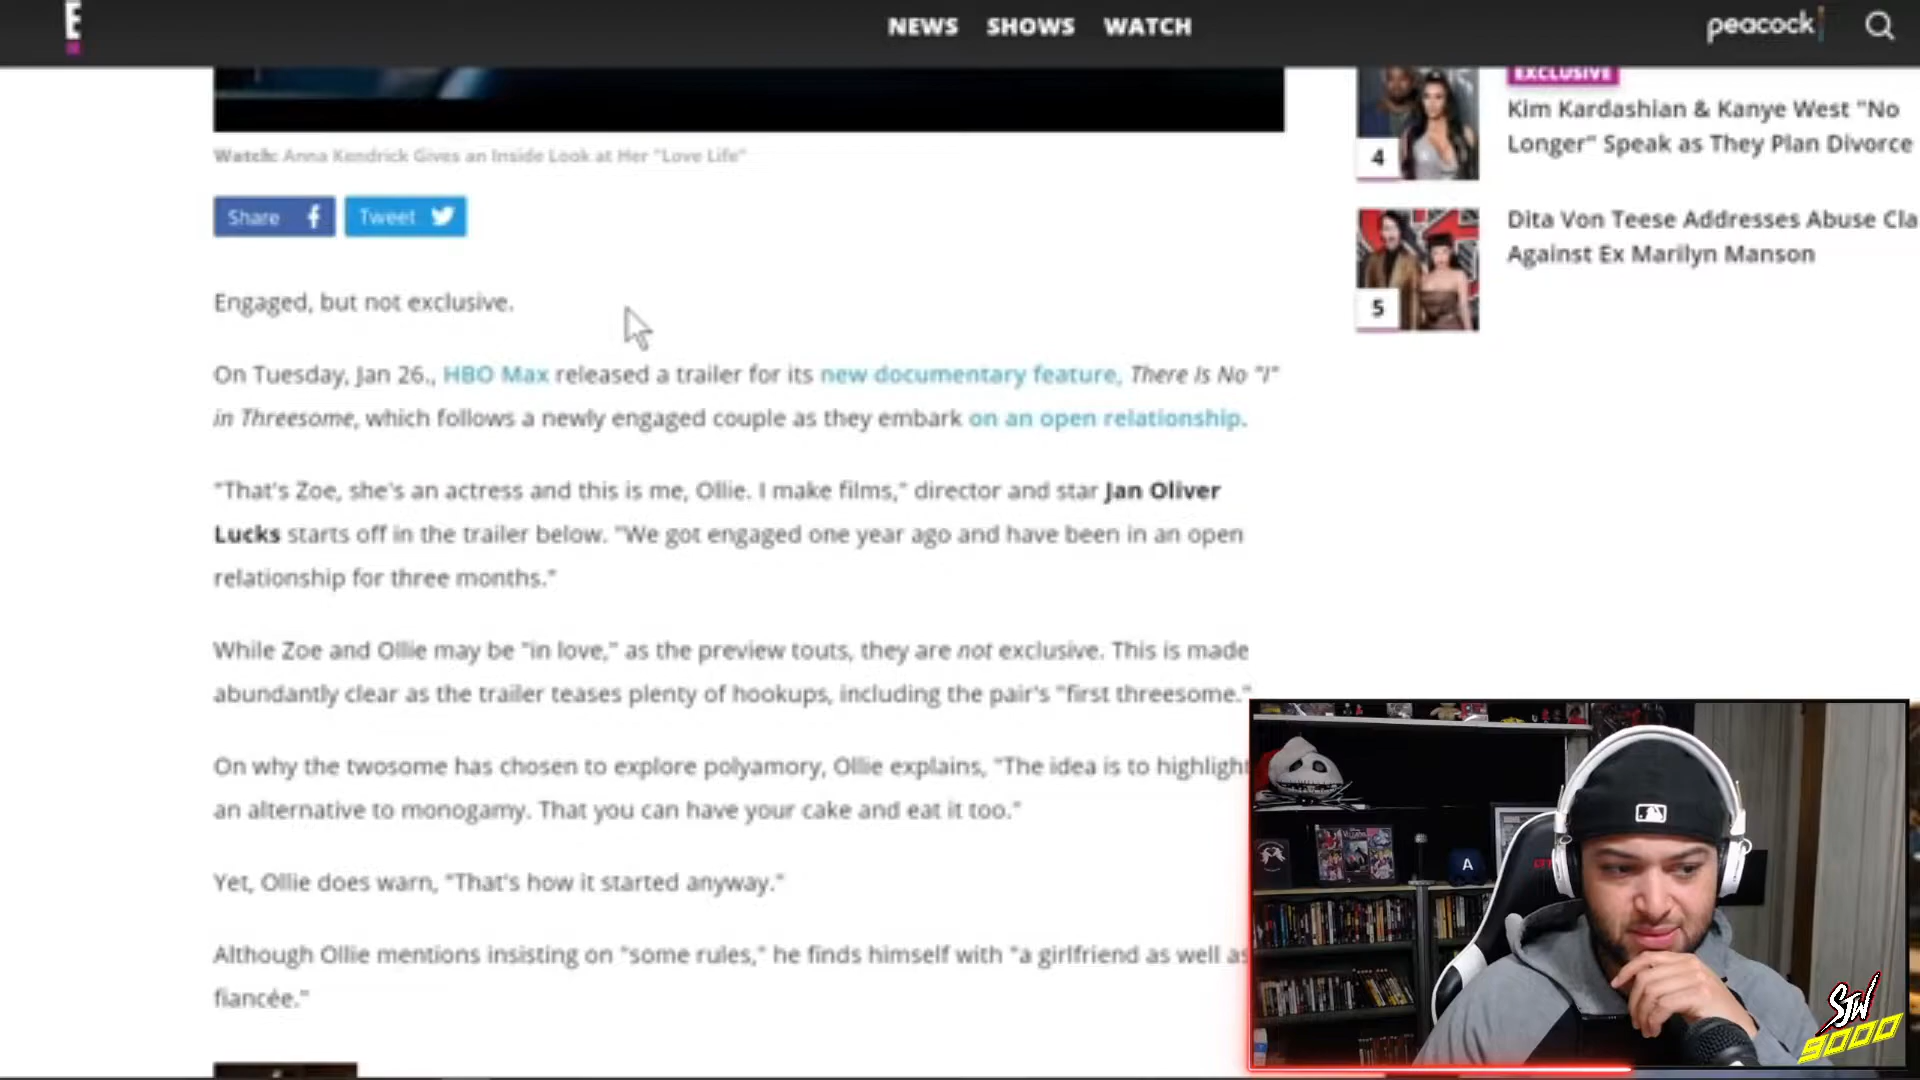 E
NEWS SHOWS WATCH
peacock
EXCLUSIVE
Kim Kardashian & Kanye West "No
Longer" Speak as They Plan Divorce
4
Dita Von Teese Addresses Abuse Cla
Against Ex Marilyn Manson
5
Watch: Anna Kendrick Gives an Inside Look at Her "Love Life"
Share Tweet
Engaged, but not exclusive.
On Tuesday, Jan 26., HBO Max released a trailer for its new documentary feature, There Is No "I"
in Threesome, which follows a newly engaged couple as they embark on an open relationship.
"That's Zoe, she's an actress and this is me, Ollie. I make films," director and star Jan Oliver
Lucks starts off in the trailer below. "We got engaged one year ago and have been in an open
relationship for three months."
While Zoe and Ollie may be "in love," as the preview touts, they are not exclusive. This is made
abundantly clear as the trailer teases plenty of hookups, including the pair's "first threesome."
On why the twosome has chosen to explore polyamory, Ollie explains, "The idea is to highlight
an alternative to monogamy. That you can have your cake and eat it too."
Yet, Ollie does warn, "That's how it started anyway."
Although Ollie mentions insisting on "some rules," he finds himself with "a girlfriend as well as
fiancée."
A
SJW
9000